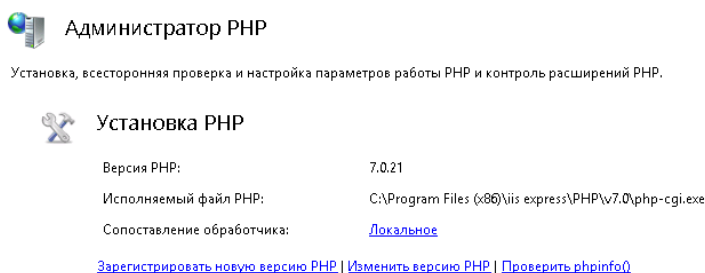 Администратор PHP
Установка, всесторонняя проверка и настройка параметров работы PHP и контроль расширений PHP.
Установка PHP
Версия PHP: 7.0.21
Исполняемый файл PHP: C:\Program Files (x86)\iis express\PHP\v7.0\php-cgi.exe
Сопоставление обработчика: Локальное
Зарегистрировать новую версию PHP | Изменить версию PHP | Проверить phpinfo()